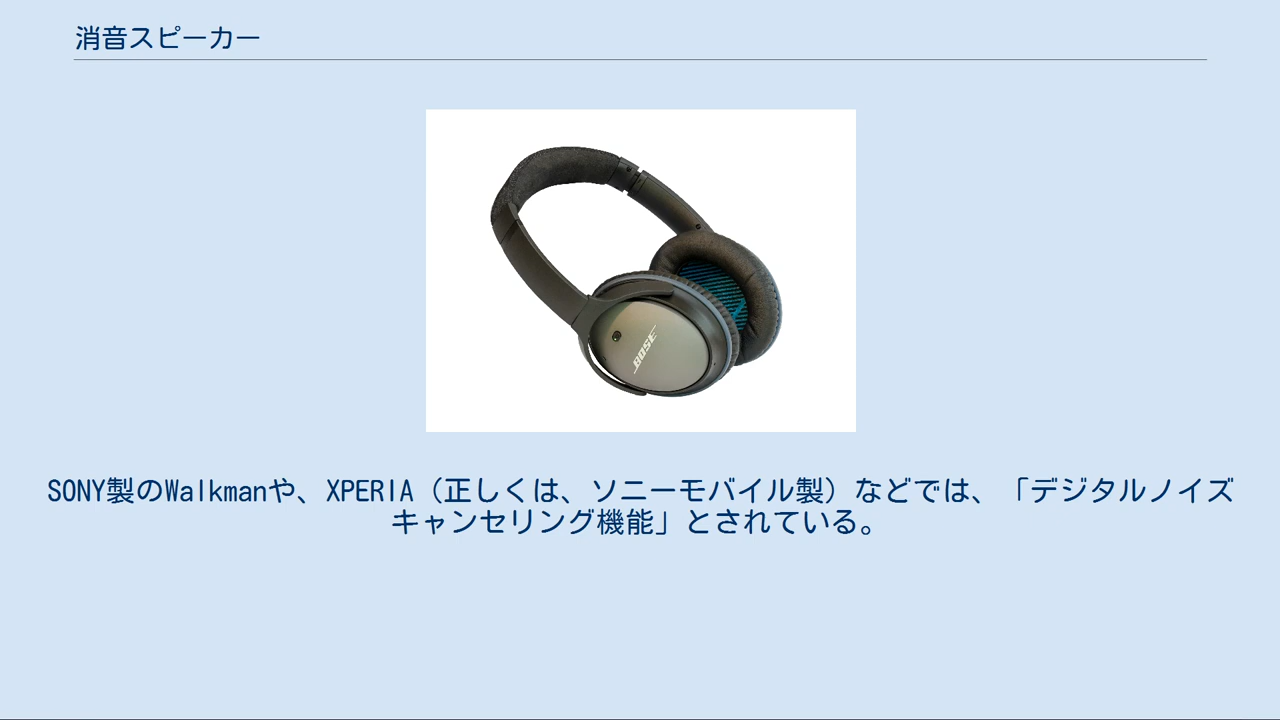 消音スピーカー
BOSE
SONY製のWalkmanや、XPERIA（正しくは、ソニーモバイル製）などでは、「デジタルノイズ
キャンセリング機能」とされている。